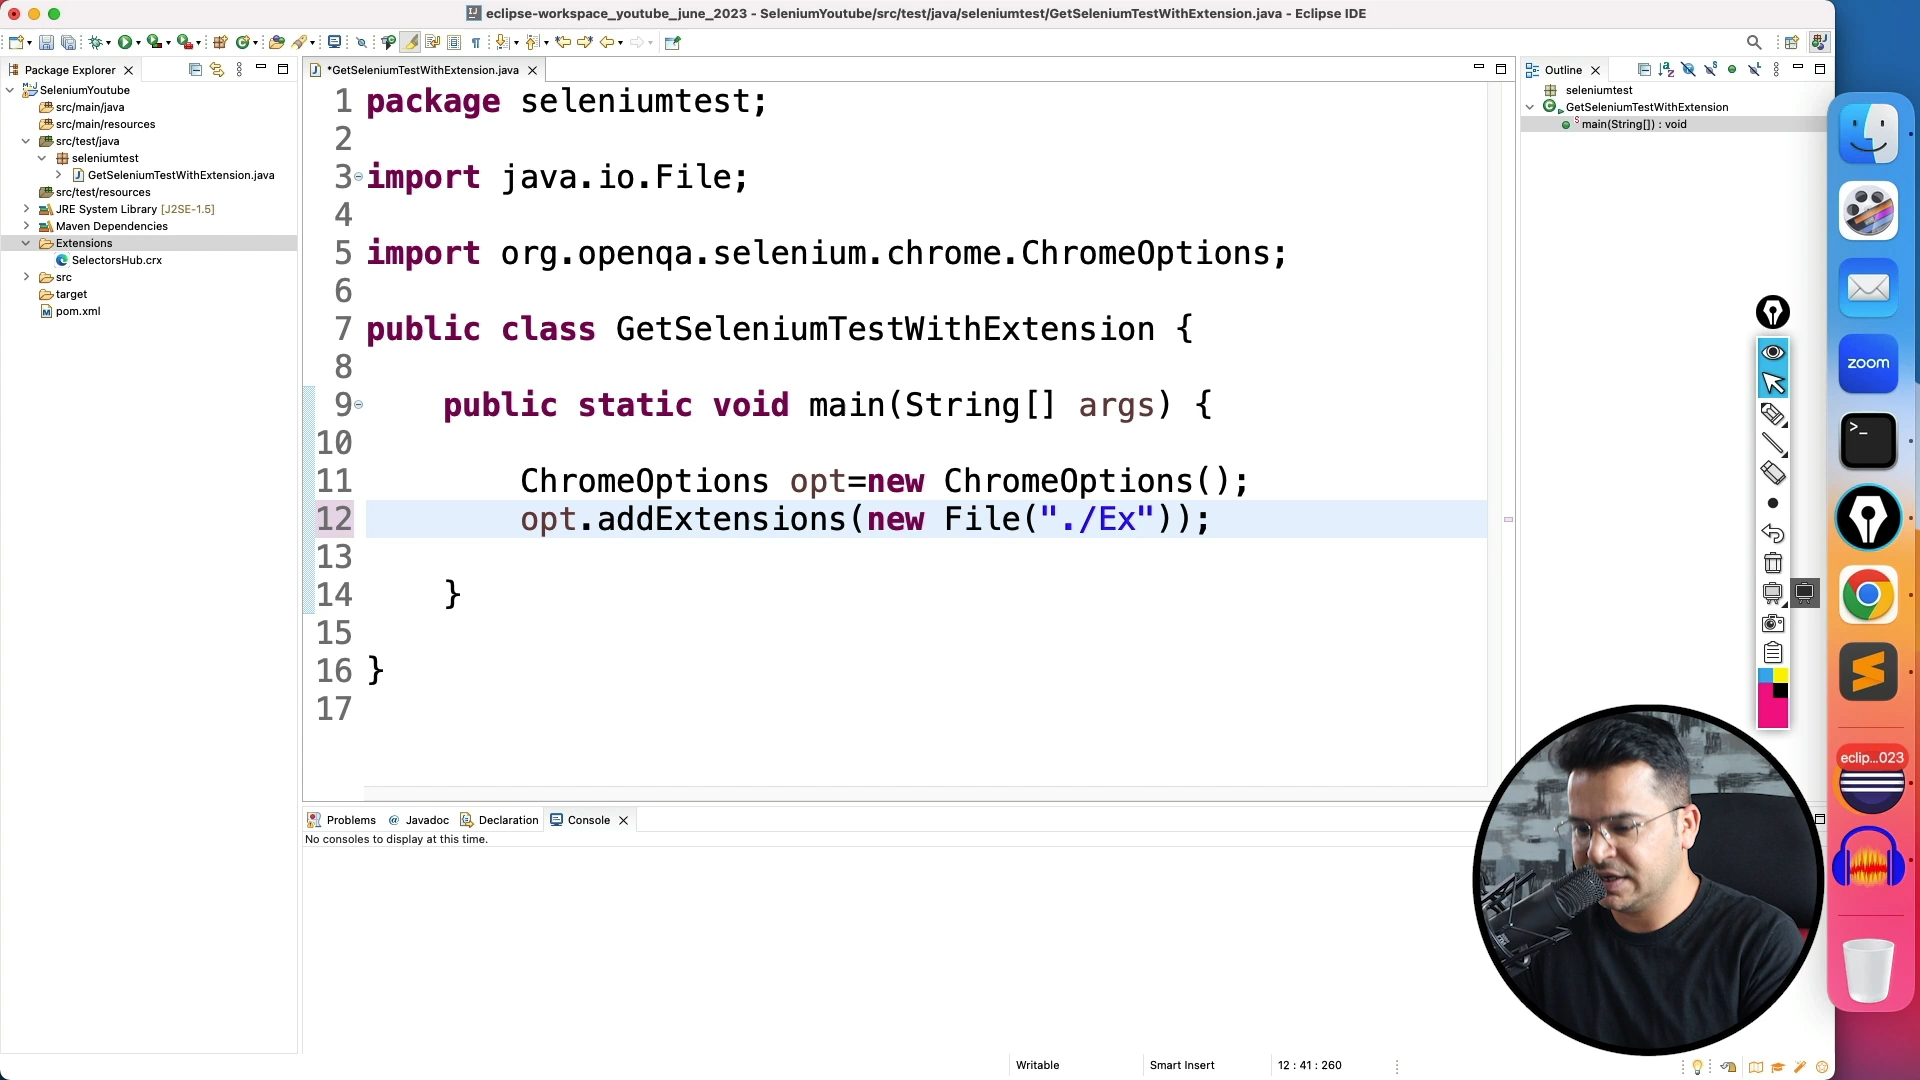 eclipse-workspace_youtube_june_2023 - SeleniumYoutube/src/test/java/seleniumtest/GetSeleniumTestWithExtension.java - Eclipse IDE
Package Explorer
SeleniumYoutube
src/main/java
src/main/resources
src/test/java
seleniumtest
GetSeleniumTestWithExtension.java
src/test/resources
JRE System Library [J2SE-1.5]
Maven Dependencies
Extensions
SelectorsHub.crx
src
target
pom.xml
*GetSeleniumTestWithExtension.java
1 package seleniumtest;
2
3 import java.io.File;
4
5 import org.openqa.selenium.chrome.ChromeOptions;
6
7 public class GetSeleniumTestWithExtension {
8
9 public static void main(String[] args) {
10
11 ChromeOptions opt=new ChromeOptions();
12 opt.addExtensions(new File("./Ex"));
13
14 }
15
16 }
17
Outline
seleniumtest
GetSeleniumTestWithExtension
main(String[]) : void
zoom
eclip...023
Problems @ Javadoc Declaration Console
No consoles to display at this time.
Writable Smart Insert 12 : 41 : 260